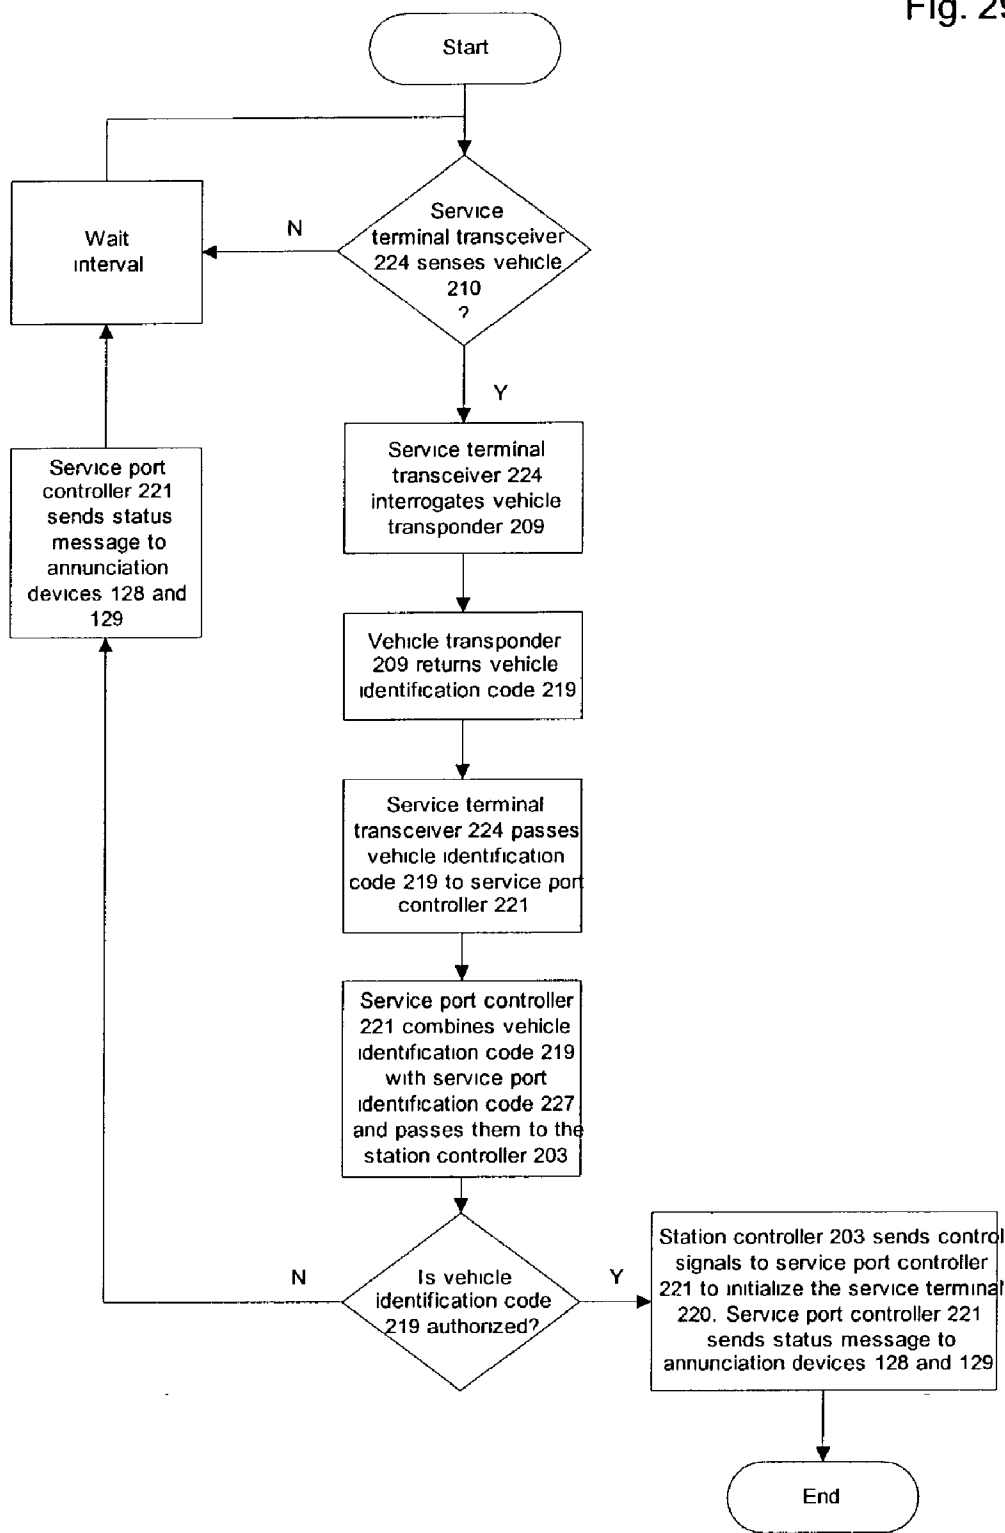 Fig. 29
Start
Wait
interval
N
Service
terminal transceiver
224 senses vehicle
210
?
Y
Service port
controller 221
sends status
message to
annunciation
devices 128 and
129
Service terminal
transceiver 224
interrogates vehicle
transponder 209
Vehicle transponder
209 returns vehicle
identification code 219
Service terminal
transceiver 224 passes
vehicle identification
code 219 to service port
controller 221
Service port controller
221 combines vehicle
identification code 219
with service port
identification code 227
and passes them to the
station controller 203
N
Is vehicle
identification code
219 authorized?
Y
Station controller 203 sends control
signals to service port controller
221 to initialize the service terminal
220. Service port controller 221
sends status message to
annunciation devices 128 and 129
End